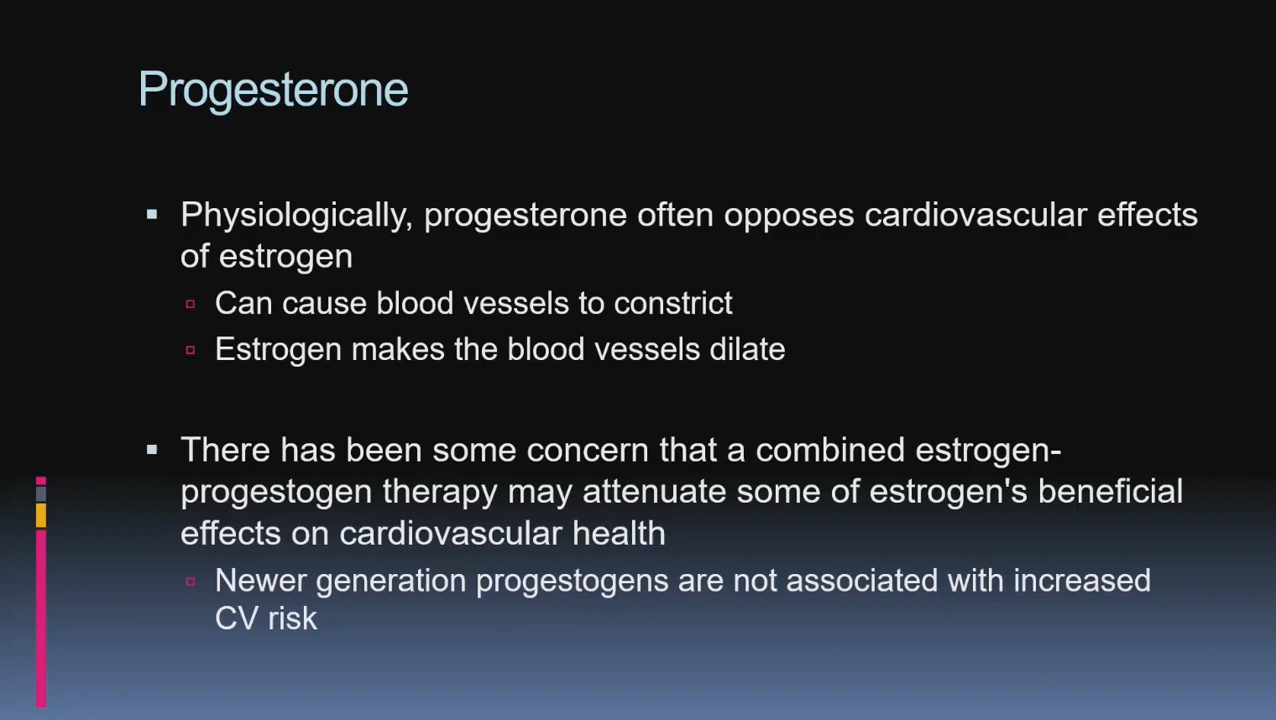 Progesterone
Physiologically, progesterone often opposes cardiovascular effects
of estrogen
Can cause blood vessels to constrict
Estrogen makes the blood vessels dilate
There has been some concern that a combined estrogen-
progestogen therapy may attenuate some of estrogen's beneficial
effects on cardiovascular health
Newer generation progestogens are not associated with increased
CV risk